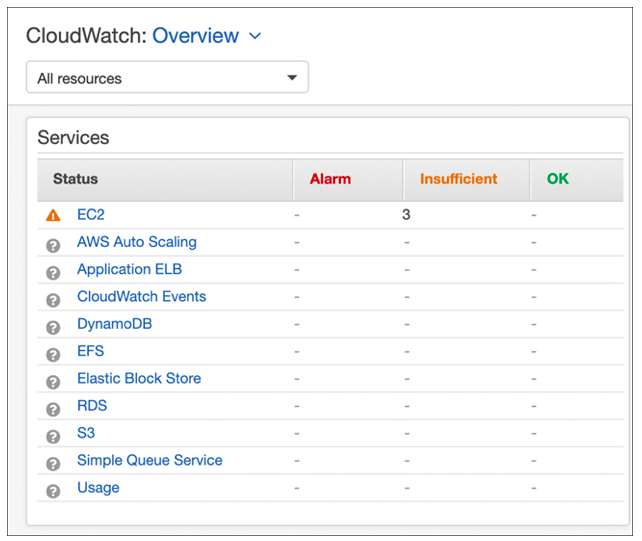 CloudWatch: Overview
All resources
Services
Status Alarm Insufficient OK
EC2 - 3 -
AWS Auto Scaling - - -
Application ELB - - -
CloudWatch Events - - -
DynamoDB - - -
EFS - - -
Elastic Block Store - - -
RDS - - -
S3 - - -
Simple Queue Service - - -
Usage - - -